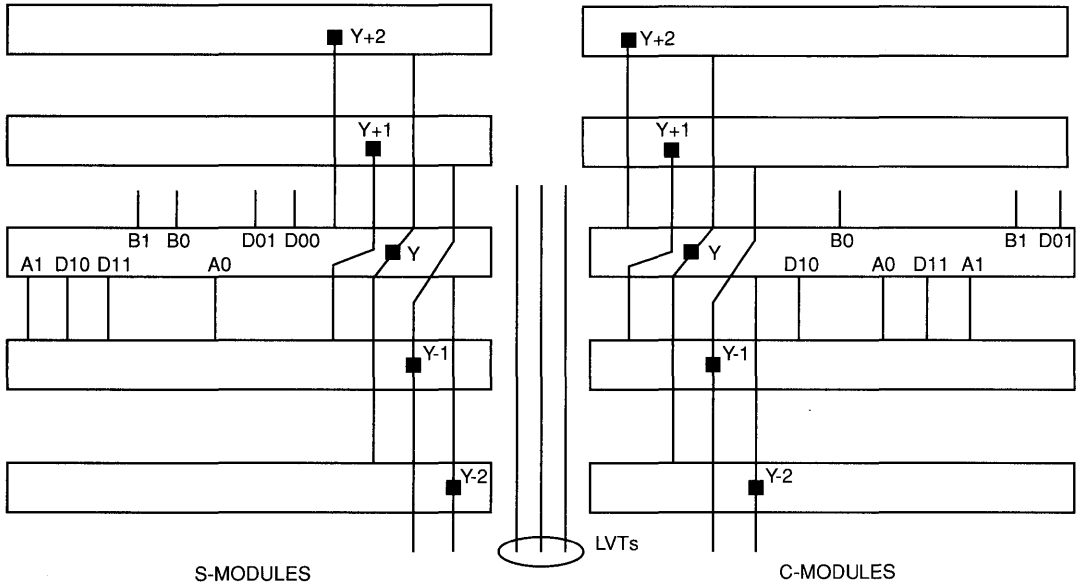 Y+2
Y+2
Y+1
Y+1
B1 B0 D01 D00
B0 B1 D01
Y
Y
A1 D10 D11 A0
D10 A0 D11 A1
Y-1
Y-1
Y-2
Y-2
LVTs
S-MODULES
C-MODULES